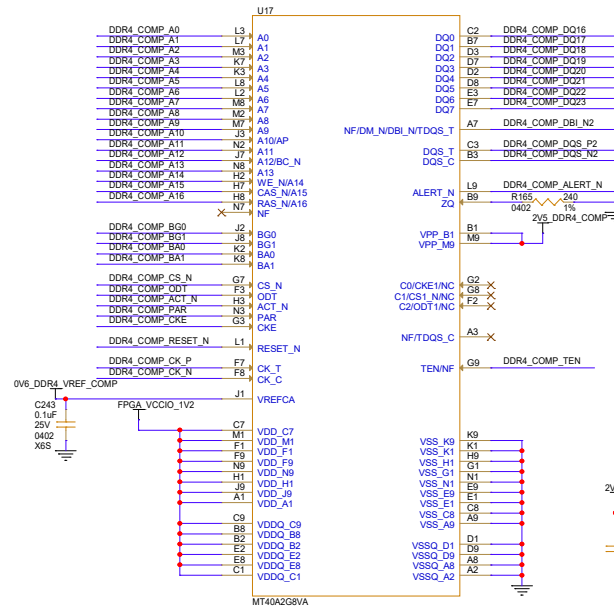 U17
DDR4_COMP_A0 L3 A0
DDR4_COMP_A1 L7 A1
DDR4_COMP_A2 M3 A2
DDR4_COMP_A3 K7 A3
DDR4_COMP_A4 K3 A4
DDR4_COMP_A5 L8 A5
DDR4_COMP_A6 L2 A6
DDR4_COMP_A7 M8 A7
DDR4_COMP_A8 M2 A8
DDR4_COMP_A9 M7 A9
DDR4_COMP_A10 J3 A10/AP
DDR4_COMP_A11 N2 A11
DDR4_COMP_A12 J7 A12/BC_N
DDR4_COMP_A13 N8 A13
DDR4_COMP_A14 H2 WE_N/A14
DDR4_COMP_A15 H7 CAS_N/A15
DDR4_COMP_A16 H8 RAS_N/A16
N7 NF
DDR4_COMP_BG0 J2 BG0
DDR4_COMP_BG1 J8 BG1
DDR4_COMP_BA0 K2 BA0
DDR4_COMP_BA1 K8 BA1
DDR4_COMP_CS_N G7 CS_N
DDR4_COMP_ODT F3 ODT
DDR4_COMP_ACT_N H3 ACT_N
DDR4_COMP_PAR N3 PAR
DDR4_COMP_CKE G3 CKE
DDR4_COMP_RESET_N L1 RESET_N
DDR4_COMP_CK_P F7 CK_T
DDR4_COMP_CK_N F8 CK_C
0V6_DDR4_VREF_COMP
J1 VREFCA
C243
0.1uF
25V
0402
X6S
FPGA_VCCIO_1V2
C7 VDD_C7
M1 VDD_M1
F1 VDD_F1
F9 VDD_F9
N9 VDD_N9
H1 VDD_H1
J9 VDD_J9
A1 VDD_A1
C9 VDDQ_C9
B8 VDDQ_B8
B2 VDDQ_B2
E2 VDDQ_E2
E8 VDDQ_E8
C1 VDDQ_C1
DQ0 C2 DDR4_COMP_DQ16
DQ1 B7 DDR4_COMP_DQ17
DQ2 D3 DDR4_COMP_DQ18
DQ3 D7 DDR4_COMP_DQ19
DQ4 D2 DDR4_COMP_DQ20
DQ5 D8 DDR4_COMP_DQ21
DQ6 E3 DDR4_COMP_DQ22
DQ7 E7 DDR4_COMP_DQ23
NF/DM_N/DBI_N/TDQS_T A7 DDR4_COMP_DBI_N2
DQS_T C3 DDR4_COMP_DQS_P2
DQS_C B3 DDR4_COMP_DQS_N2
ALERT_N L9 DDR4_COMP_ALERT_N
ZQ B9 R165 240
0402 1%
2V5_DDR4_COMP
VPP_B1 B1
VPP_M9 M9
C0/CKE1/NC G2
C1/CS1_N/NC G8
C2/ODT1/NC F2
NF/TDQS_C A3
TEN/NF G9 DDR4_COMP_TEN
VSS_K9 K9
VSS_K1 K1
VSS_H1 H9
VSS_G1 G1
VSS_N1 N1
VSS_E9 E9
VSS_E1 E1
VSS_C8 C8
VSS_A9 A9
VSSQ_D1 D1
VSSQ_D9 D9
VSSQ_A8 A8
VSSQ_A2 A2
MT40A2G8VA